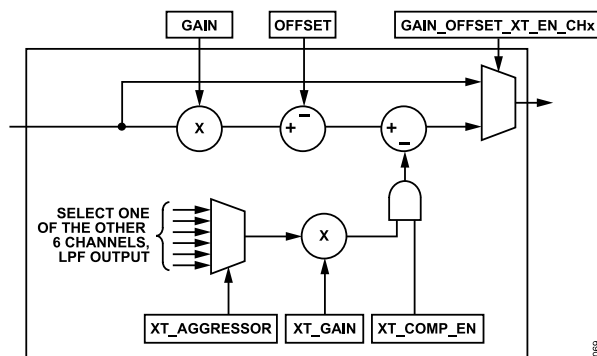 GAIN
OFFSET
GAIN_OFFSET_XT_EN_CHx
X
+
−
+
−
SELECT ONE
OF THE OTHER
6 CHANNELS,
LPF OUTPUT
X
XT_AGGRESSOR
XT_GAIN
XT_COMP_EN